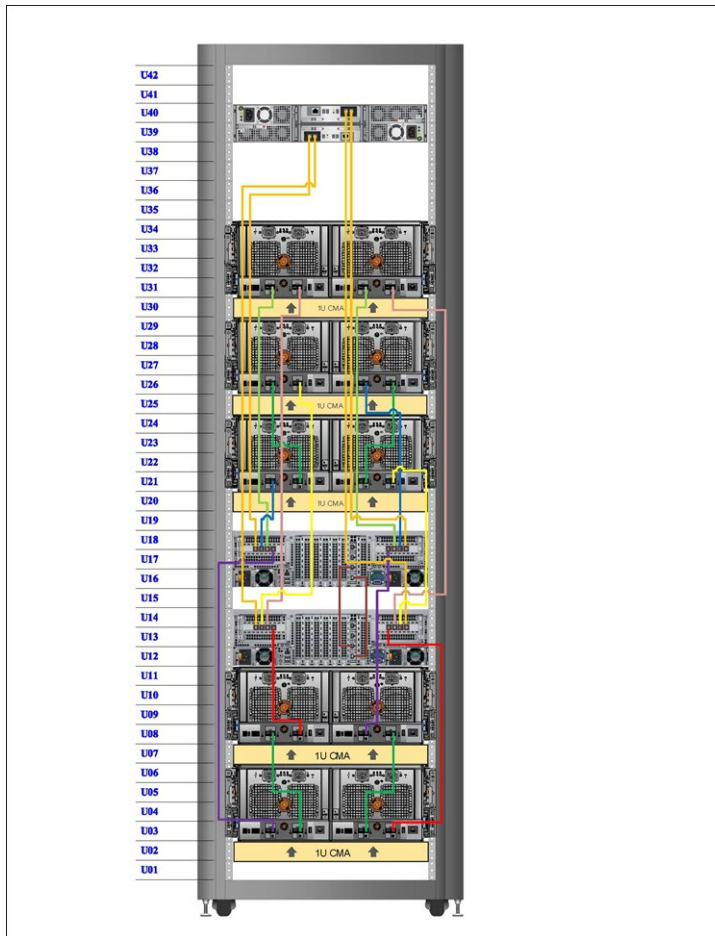 U42
U41
U40
U39
U38
U37
U36
U35
U34
U33
U32
U31
U30
1U CMA
U29
U28
U27
U26
U25
1U CMA
U24
U23
U22
U21
U20
1U CMA
U19
U18
U17
U16
U15
U14
U13
U12
U11
U10
U09
U08
U07
1U CMA
U06
U05
U04
U03
U02
1U CMA
U01